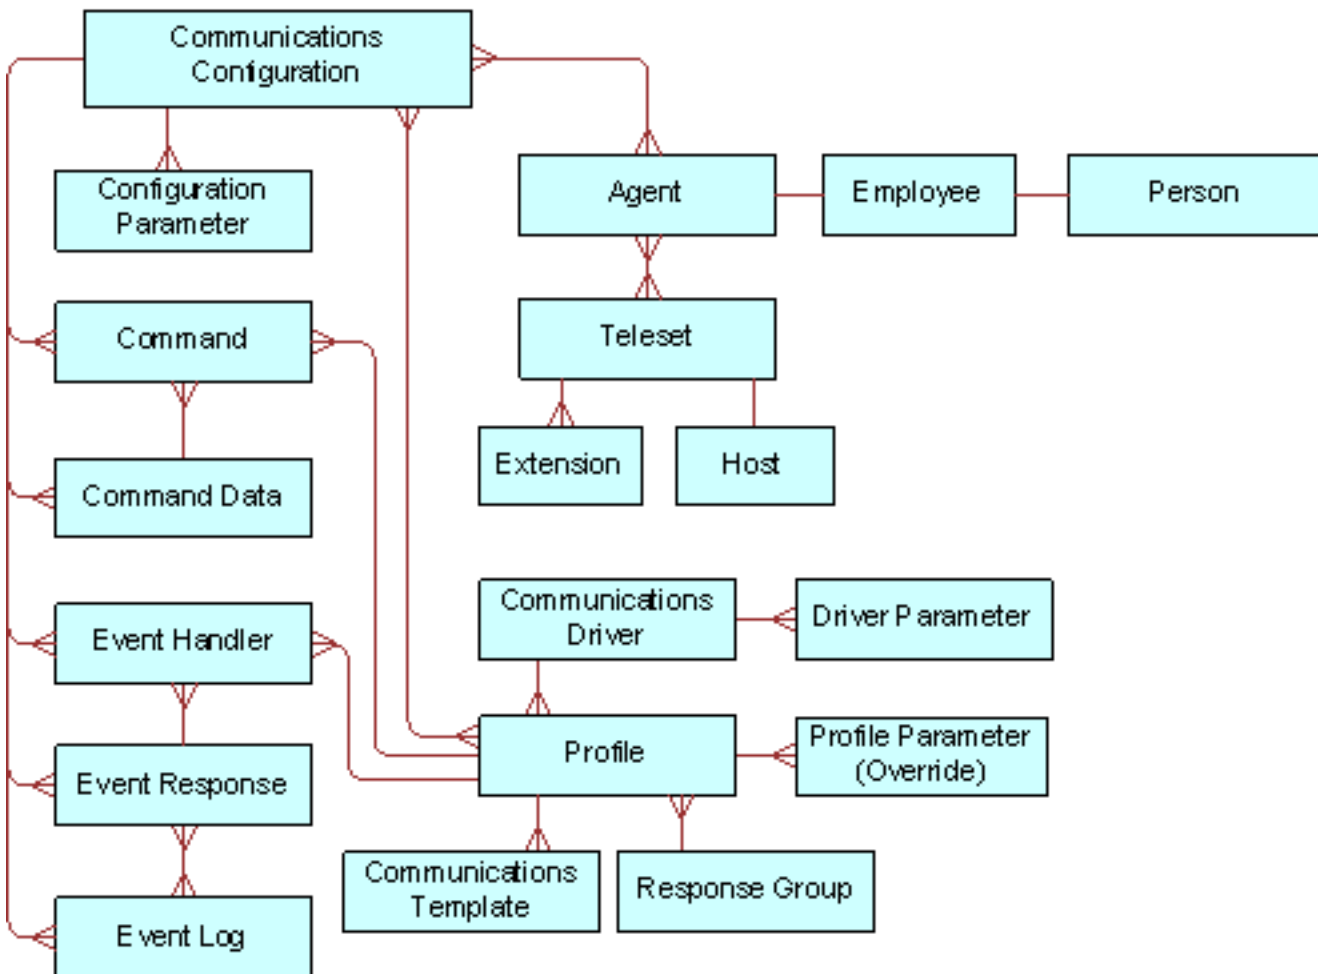 Communications
Configuration
Configuration
Parameter
Agent
Employee
Person
Command
Teleset
Extension
Host
Command Data
Communications
Driver
Driver Parameter
Event Handler
Profile
Profile Parameter
(Override)
Event Response
Communications
Template
Response Group
Event Log